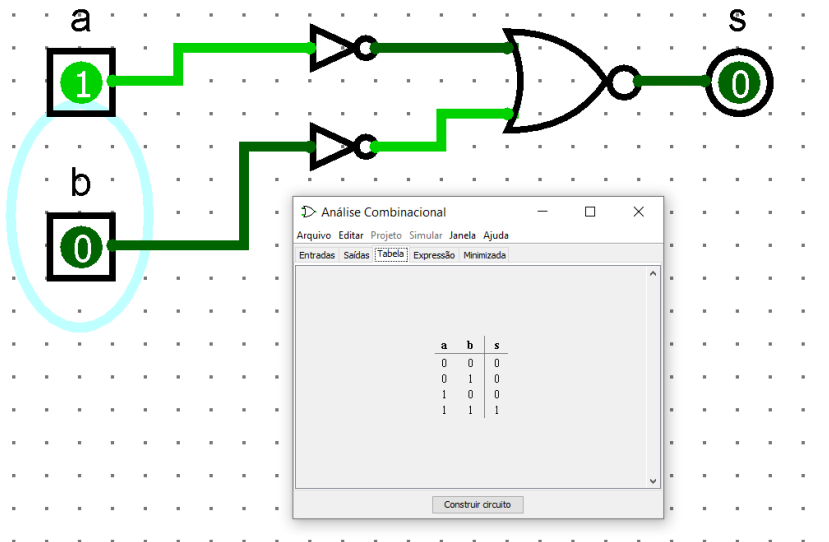 a
s
1
0
b
0
Análise Combinacional
Arquivo Editar Projeto Simular Janela Ajuda
Entradas Saídas Tabela Expressão Minimizada
a b s
0 0 0
0 1 0
1 0 0
1 1 1
Construir circuito